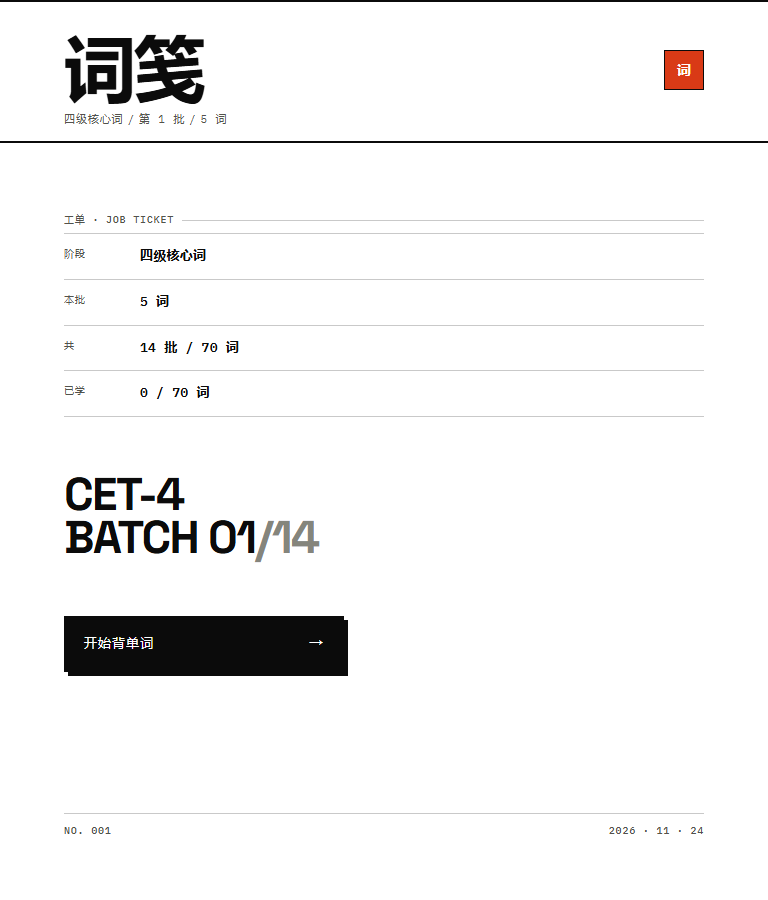 词笺
词
四级核心词 / 第 1 批 / 5 词
工单 · JOB TICKET
阶段 四级核心词
本批 5 词
共 14 批 / 70 词
已学 0 / 70 词
CET-4
BATCH 01/14
开始背单词 →
NO. 001 2026 · 11 · 24